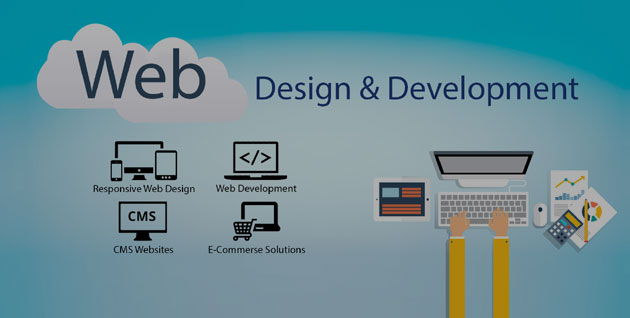 Web
Design & Development
Responsive Web Design
</>
Web Development
CMS
CMS Websites
E-Commerse Solutions